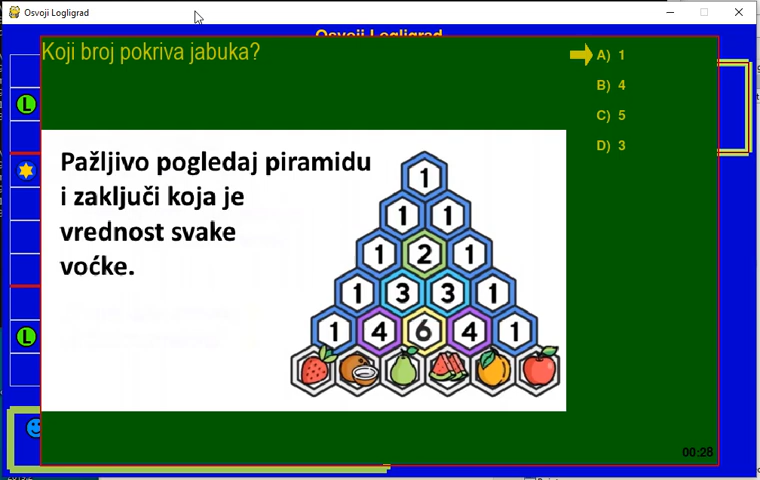 Osvoji Logligrad
Osvoji Logligrad
Koji broj pokriva jabuka?
A) 1
B) 4
C) 5
D) 3
Pažljivo pogledaj piramidu
i zaključi koja je
vrednost svake
voćke.
1
1 1
1 2 1
1 3 3 1
1 4 6 4 1
L
L
00:28